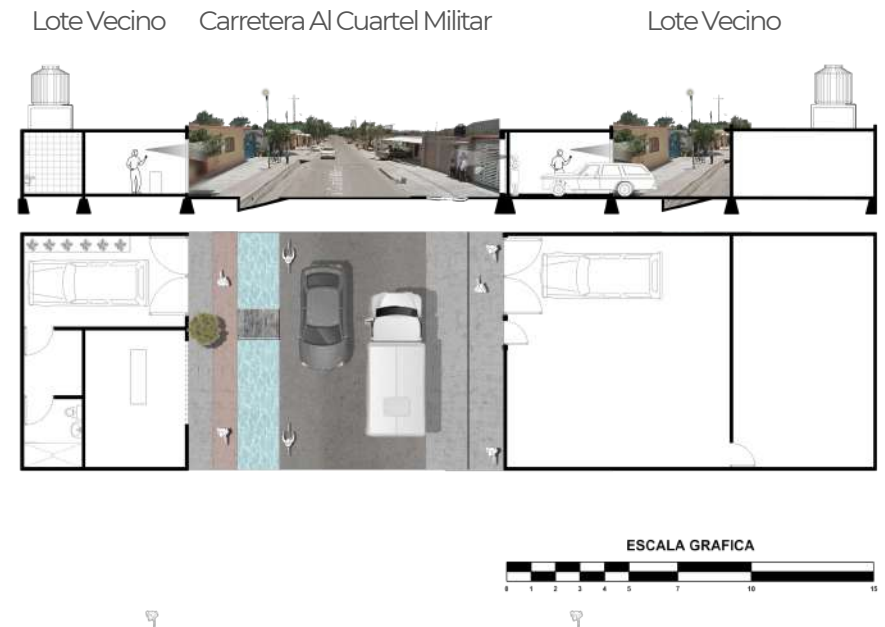 Lote Vecino Carretera Al Cuartel Militar Lote Vecino
ESCALA GRAFICA
0 1 2 3 4 5 7 10 15